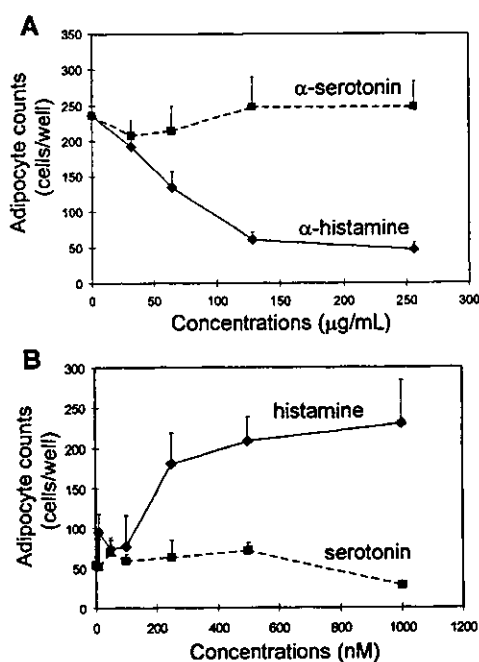 A
Adipocyte counts
(cells/well)
350
300
250
200
150
100
50
0
α-serotonin
α-histamine
0
50
100
150
200
250
300
Concentrations (μg/mL)
B
Adipocyte counts
(cells/well)
300
250
200
150
100
50
0
histamine
serotonin
0
200
400
600
800
1000
1200
Concentrations (nM)